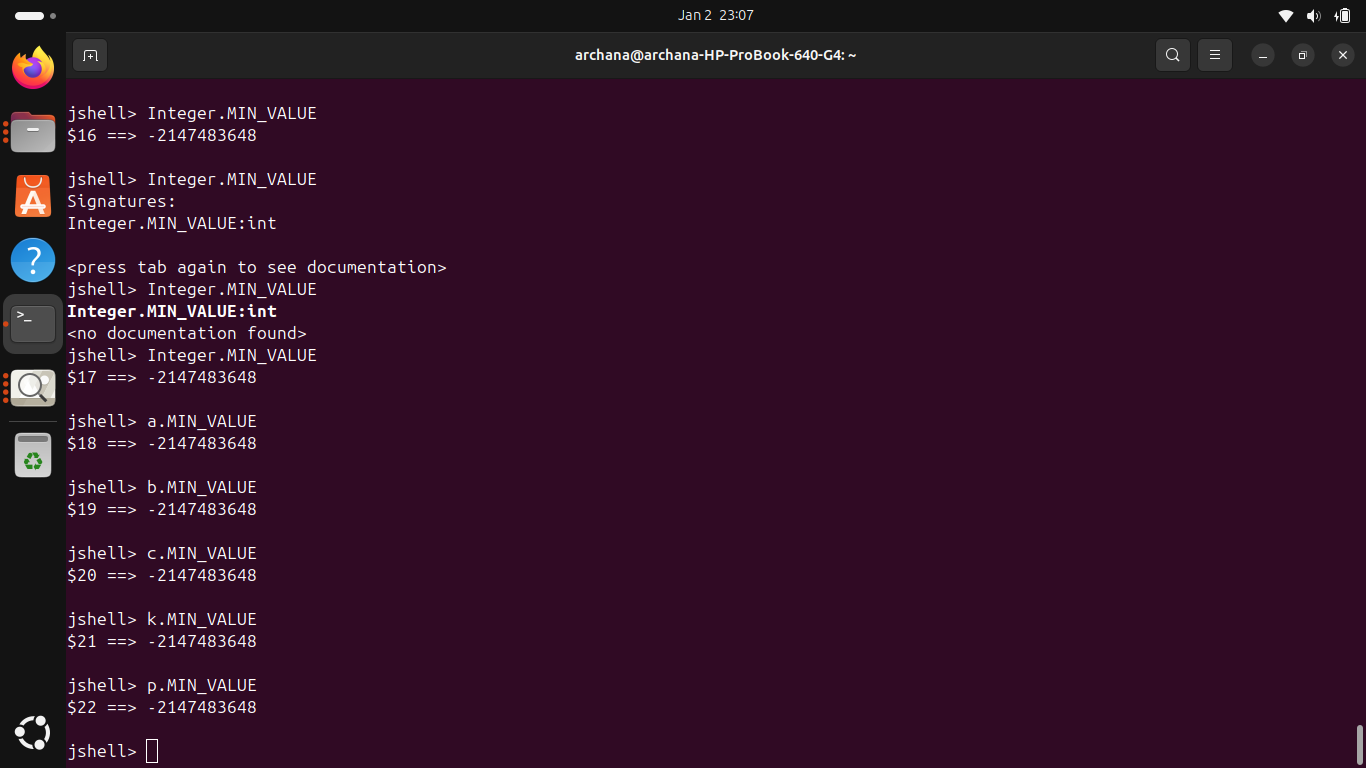 Jan 2 23:07
archana@archana-HP-ProBook-640-G4: ~
jshell> Integer.MIN_VALUE
$16 ==> -2147483648
jshell> Integer.MIN_VALUE
Signatures:
Integer.MIN_VALUE:int
<press tab again to see documentation>
jshell> Integer.MIN_VALUE
Integer.MIN_VALUE:int
<no documentation found>
jshell> Integer.MIN_VALUE
$17 ==> -2147483648
jshell> a.MIN_VALUE
$18 ==> -2147483648
jshell> b.MIN_VALUE
$19 ==> -2147483648
jshell> c.MIN_VALUE
$20 ==> -2147483648
jshell> k.MIN_VALUE
$21 ==> -2147483648
jshell> p.MIN_VALUE
$22 ==> -2147483648
jshell>